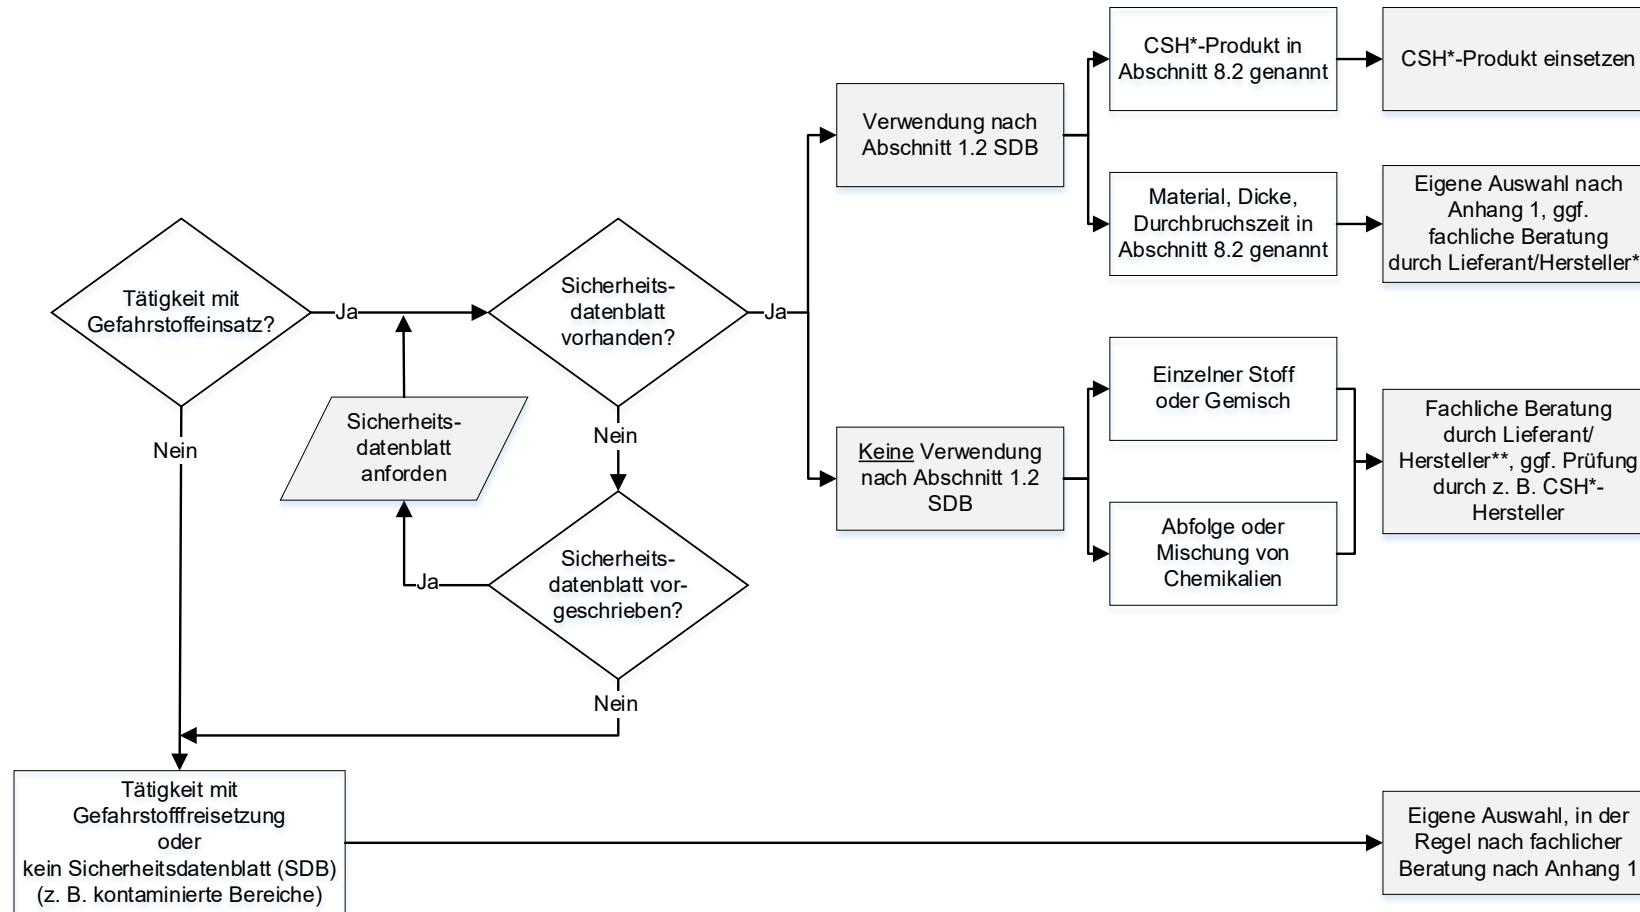 Tätigkeit mit
Gefahrstoffeinsatz?
Ja
Nein
Sicherheits-
datenblatt
vorhanden?
Ja
Nein
Sicherheits-
datenblatt
anforden
Sicherheits-
datenblatt vor-
geschrieben?
Ja
Nein
Verwendung nach
Abschnitt 1.2 SDB
CSH*-Produkt in
Abschnitt 8.2 genannt
CSH*-Produkt einsetzen
Material, Dicke,
Durchbruchszeit in
Abschnitt 8.2 genannt
Eigene Auswahl nach
Anhang 1, ggf.
fachliche Beratung
durch Lieferant/Hersteller*
Keine Verwendung
nach Abschnitt 1.2
SDB
Einzelner Stoff
oder Gemisch
Abfolge oder
Mischung von
Chemikalien
Fachliche Beratung
durch Lieferant/
Hersteller**, ggf. Prüfung
durch z. B. CSH*-
Hersteller
Tätigkeit mit
Gefahrstofffreisetzung
oder
kein Sicherheitsdatenblatt (SDB)
(z. B. kontaminierte Bereiche)
Eigene Auswahl, in der
Regel nach fachlicher
Beratung nach Anhang 1